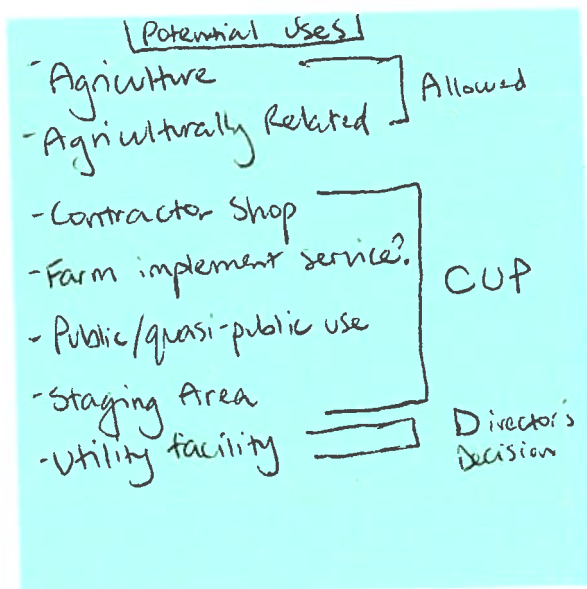 Potential Uses
- Agriculture
Allowed
- Agriculturally Related
- Contractor Shop
- Farm implement service?
CUP
- Public/quasi-public use
- Staging Area
- Utility facility
Director's
Decision